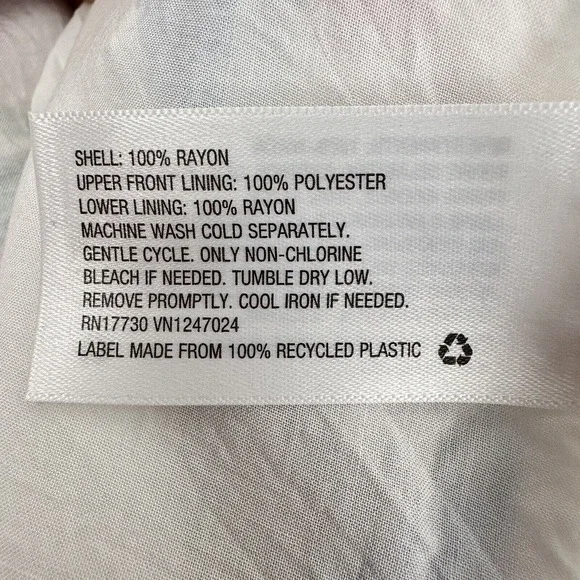 SHELL: 100% RAYON
UPPER FRONT LINING: 100% POLYESTER
LOWER LINING: 100% RAYON
MACHINE WASH COLD SEPARATELY.
GENTLE CYCLE. ONLY NON-CHLORINE
BLEACH IF NEEDED. TUMBLE DRY LOW.
REMOVE PROMPTLY. COOL IRON IF NEEDED.
RN17730 VN1247024
LABEL MADE FROM 100% RECYCLED PLASTIC